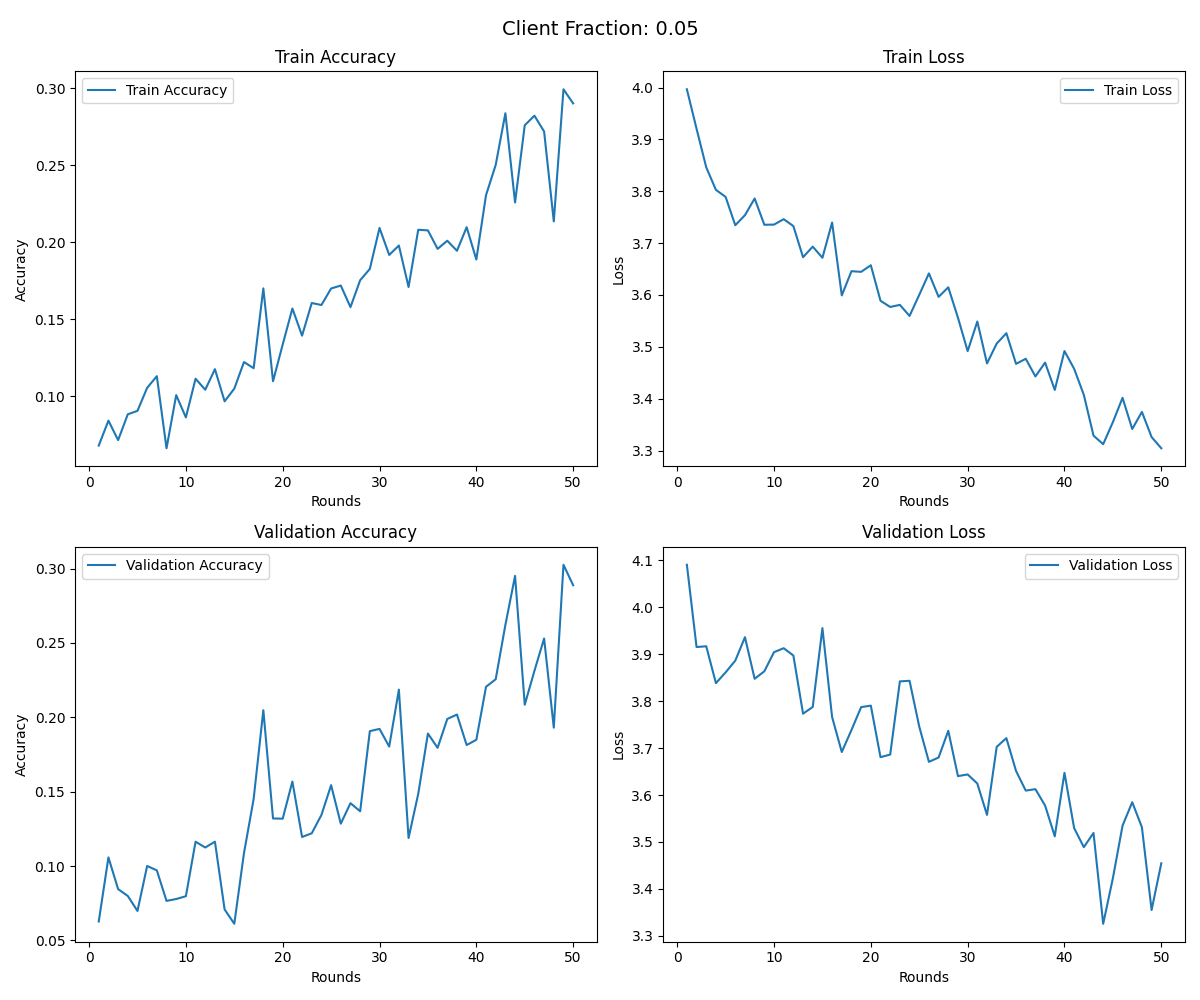 Client Fraction: 0.05
Train Accuracy
Train Accuracy
Accuracy
0.30
0.25
0.20
0.15
0.10
0 10 20 30 40 50
Rounds
Train Loss
Train Loss
Loss
4.0
3.9
3.8
3.7
3.6
3.5
3.4
3.3
0 10 20 30 40 50
Rounds
Validation Accuracy
Validation Accuracy
Accuracy
0.30
0.25
0.20
0.15
0.10
0.05
0 10 20 30 40 50
Rounds
Validation Loss
Validation Loss
Loss
4.1
4.0
3.9
3.8
3.7
3.6
3.5
3.4
3.3
0 10 20 30 40 50
Rounds